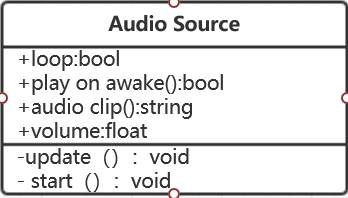 Audio Source
+loop:bool
+play on awake():bool
+audio clip():string
+volume:float
-update () : void
- start () : void